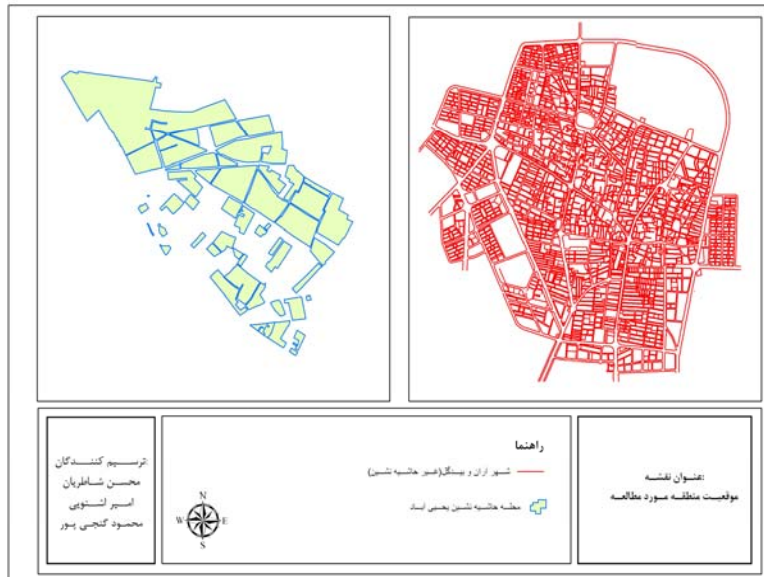 عنوان نقشه:
موقعیت منطقه مورد مطالعه
راهنما
شهر اران و بیدگل(غیر حاشیه نشین)
محله حاشیه نشین یحیی اباد
N
W E
S
ترسیم کنندگان:
محسن شاطریان
امیر اشنویی
محمود گنجی پور